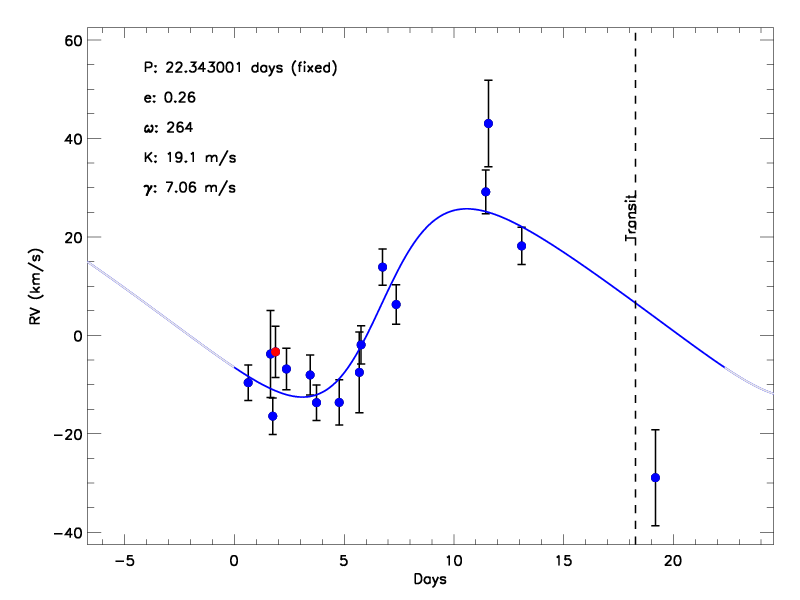 P: 22.343001 days (fixed)
e: 0.26
ω: 264
K: 19.1 m/s
γ: 7.06 m/s
60
40
20
0
−20
−40
RV (km/s)
Transit
−5
0
5
10
15
20
Days